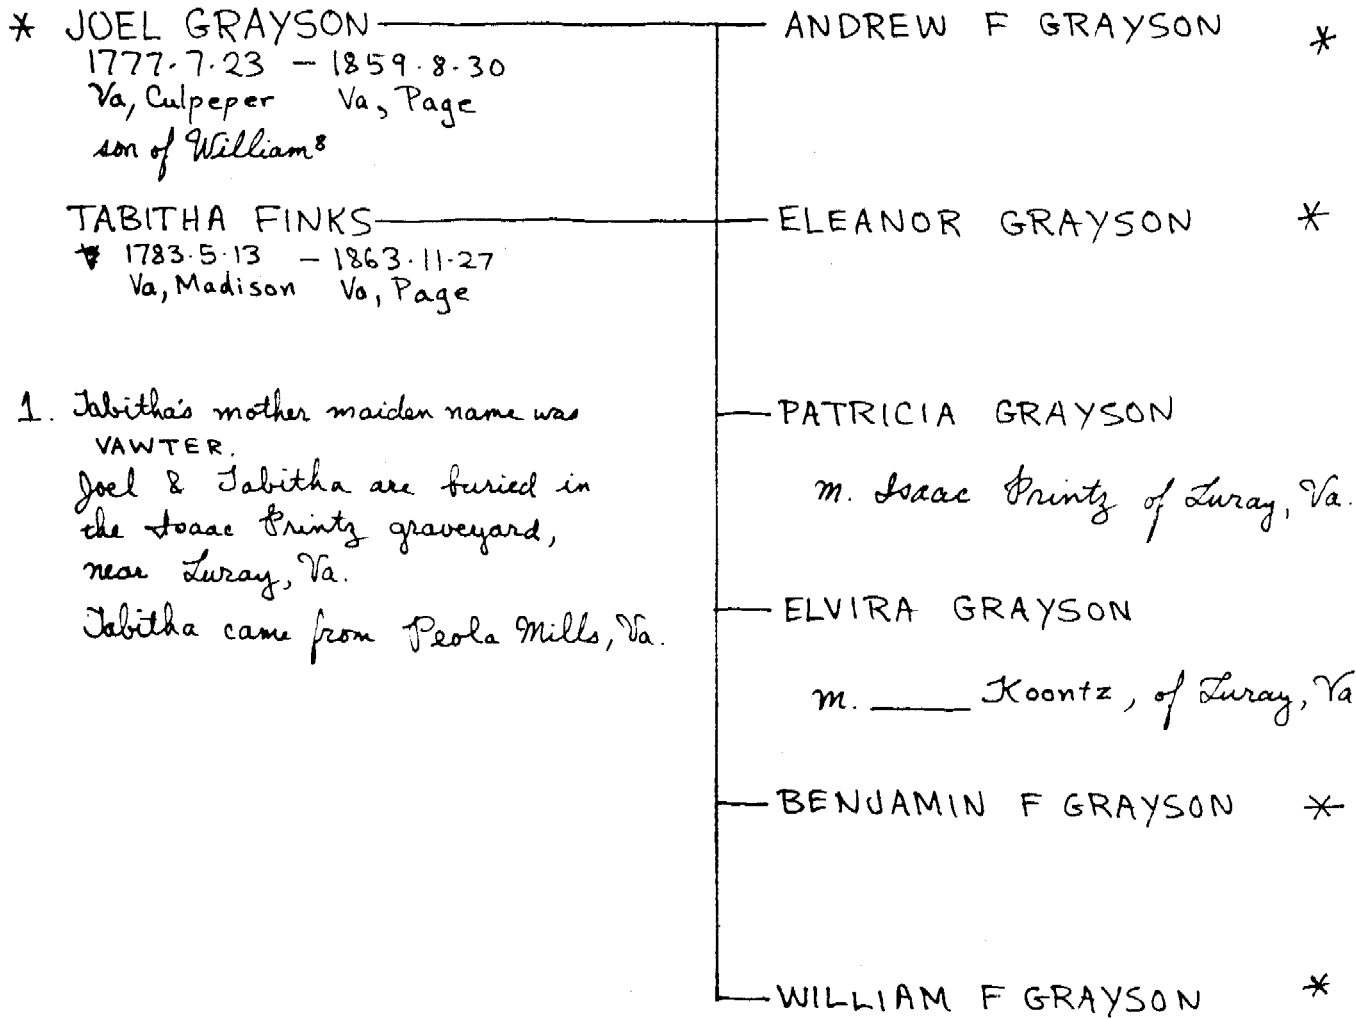 * JOEL GRAYSON
1777.7.23 – 1859.8.30
Va, Culpeper Va, Page
son of William⁸
TABITHA FINKS
1783.5.13 – 1863.11.27
Va, Madison Va, Page
1. Tabitha's mother maiden name was
VAWTER.
Joel & Tabitha are buried in
the Isaac Printz graveyard,
near Luray, Va.
Tabitha came from Peola Mills, Va.
ANDREW F GRAYSON *
ELEANOR GRAYSON *
PATRICIA GRAYSON
m. Isaac Printz of Luray, Va.
ELVIRA GRAYSON
m. _____ Koontz, of Luray, Va
BENJAMIN F GRAYSON *
WILLIAM F GRAYSON *